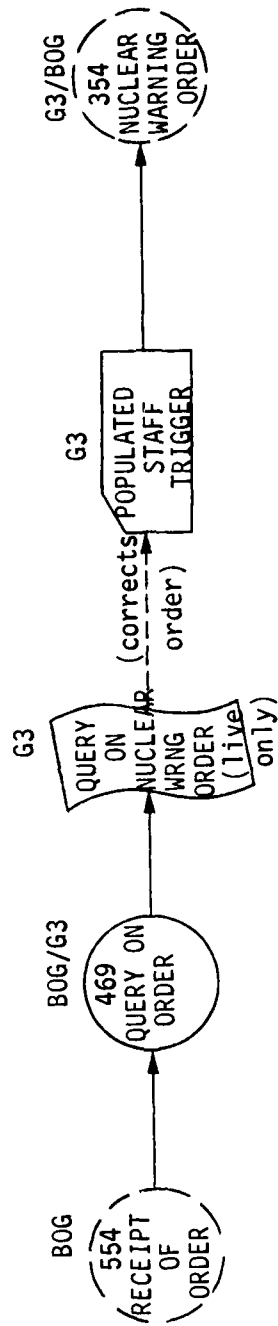 BOG
554
RECEIPT
OF
ORDER
BOG/G3
469
QUERY ON
ORDER
G3
QUERY
ON
NUCLEAR
WRNG
ORDER
(live
only)
(corrects
order)
G3
POPULATED
STAFF
TRIGGER
G3/BOG
354
NUCLEAR
WARNING
ORDER